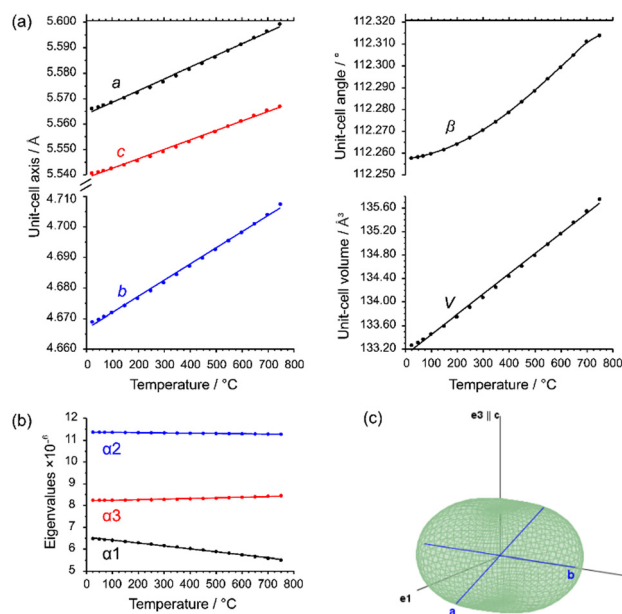 (a)
5.600
5.590
5.580
5.570
5.560
5.550
5.540
4.710
4.700
4.690
4.680
4.670
4.660
Unit-cell axis / Å
a
c
b
0 100 200 300 400 500 600 700 800
Temperature / °C
112.320
112.310
112.300
112.290
112.280
112.270
112.260
112.250
Unit-cell angle / °
β
135.60
135.20
134.80
134.40
134.00
133.60
133.20
Unit-cell volume / Å³
V
0 100 200 300 400 500 600 700 800
Temperature / °C
(b)
12
11
10
9
8
7
6
5
Eigenvalues ×10⁻⁶
α2
α3
α1
0 100 200 300 400 500 600 700 800
Temperature / °C
(c)
e3 || c
b
e1
a